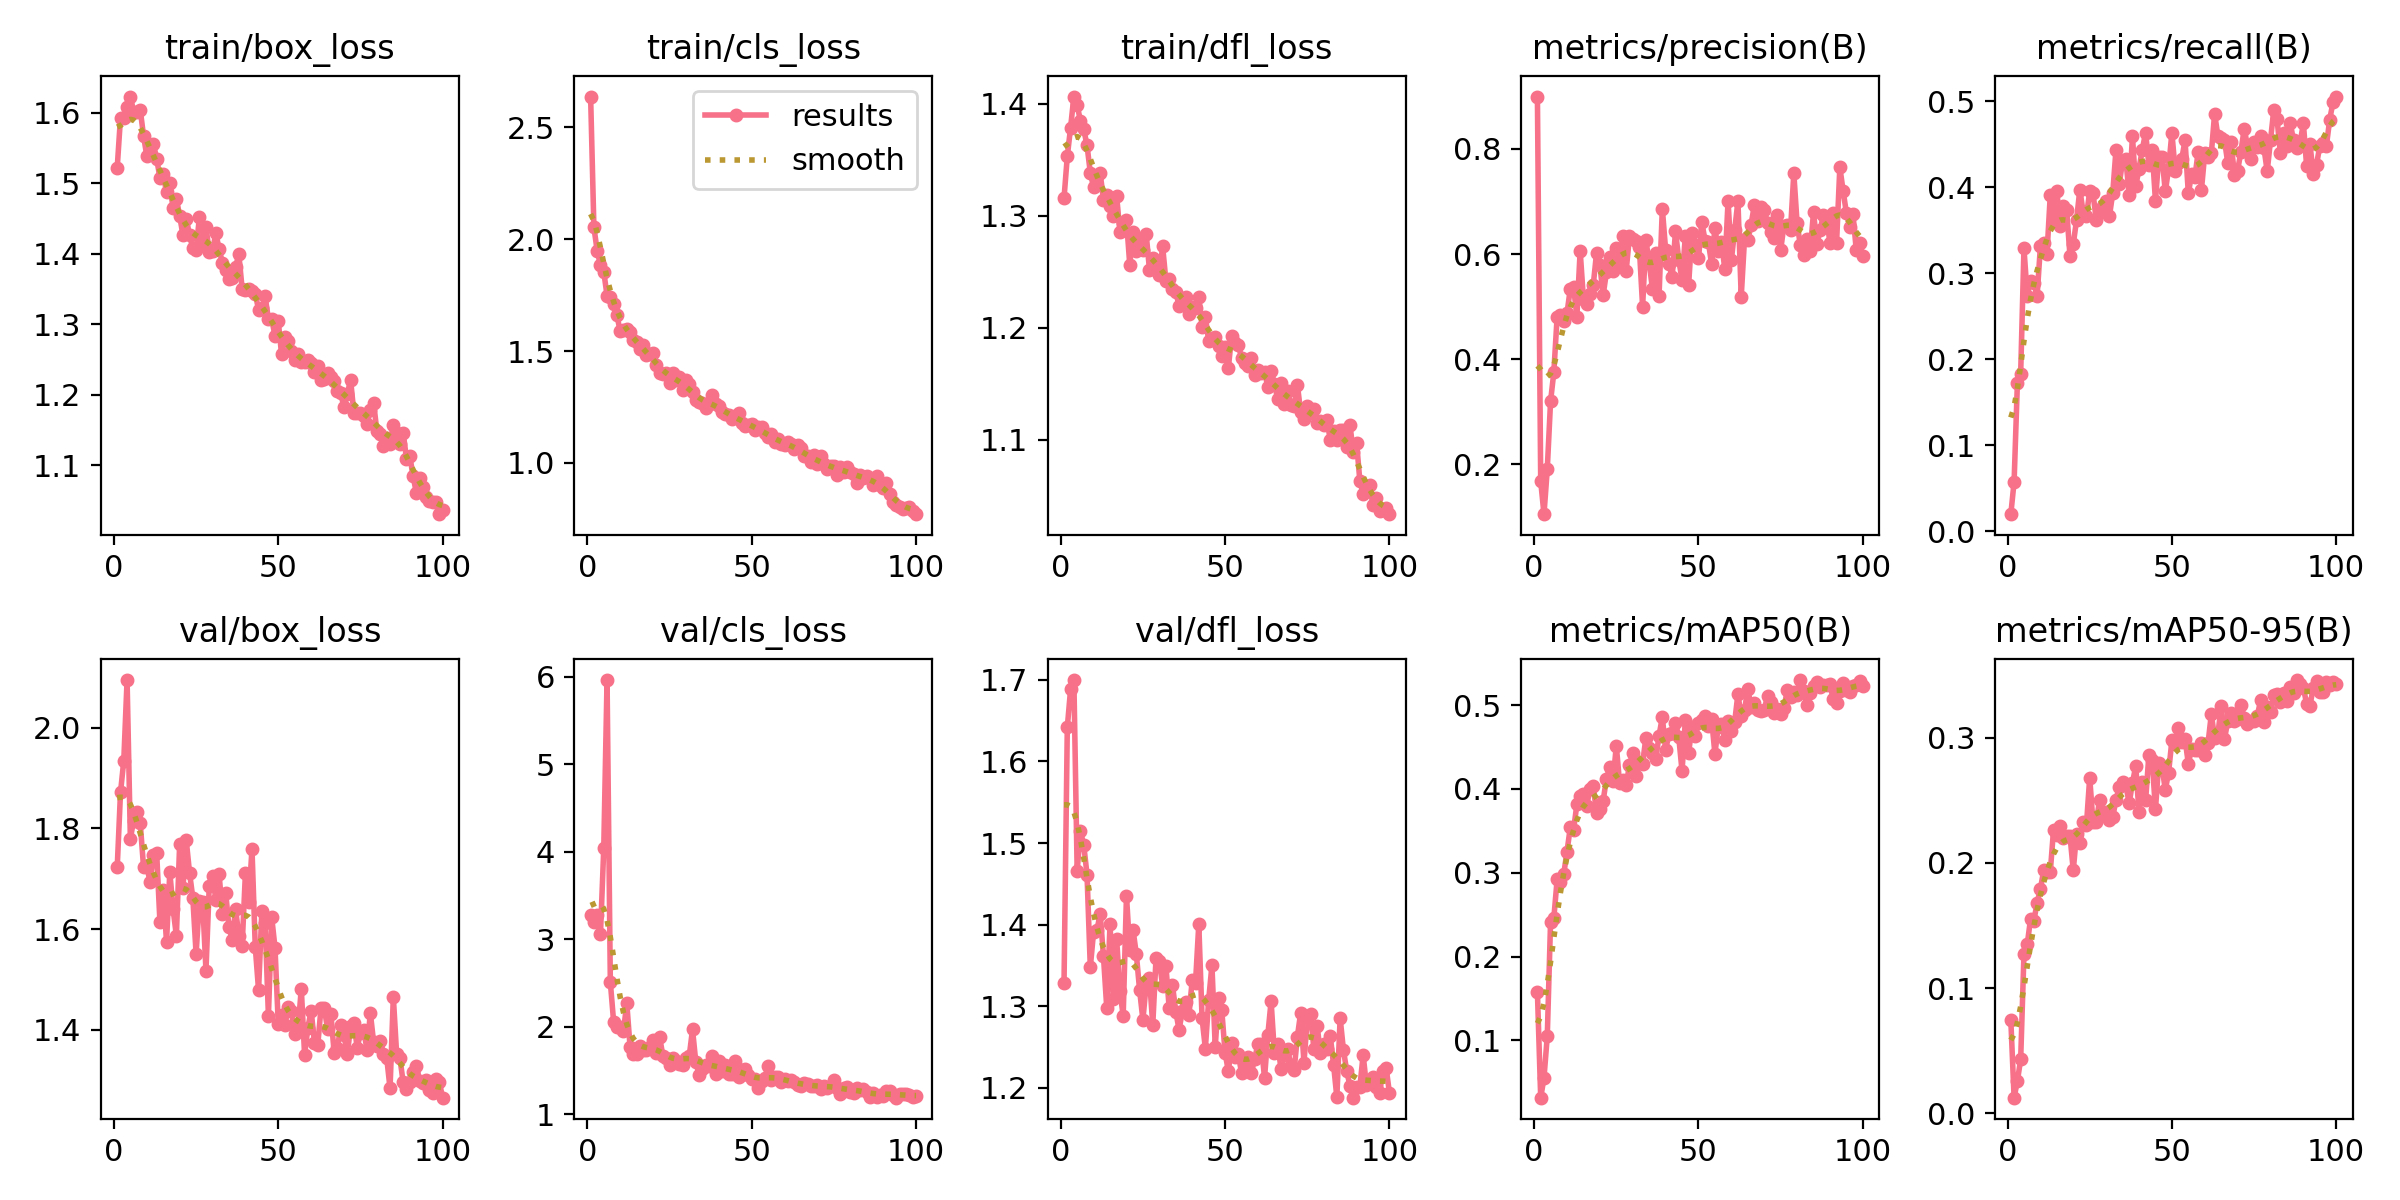 train/box_loss
1.6
1.5
1.4
1.3
1.2
1.1
0 50 100
train/cls_loss
results
smooth
2.5
2.0
1.5
1.0
0 50 100
train/dfl_loss
1.4
1.3
1.2
1.1
0 50 100
metrics/precision(B)
0.8
0.6
0.4
0.2
0 50 100
metrics/recall(B)
0.5
0.4
0.3
0.2
0.1
0.0
0 50 100
val/box_loss
2.0
1.8
1.6
1.4
0 50 100
val/cls_loss
6
5
4
3
2
1
0 50 100
val/dfl_loss
1.7
1.6
1.5
1.4
1.3
1.2
0 50 100
metrics/mAP50(B)
0.5
0.4
0.3
0.2
0.1
0 50 100
metrics/mAP50-95(B)
0.3
0.2
0.1
0.0
0 50 100